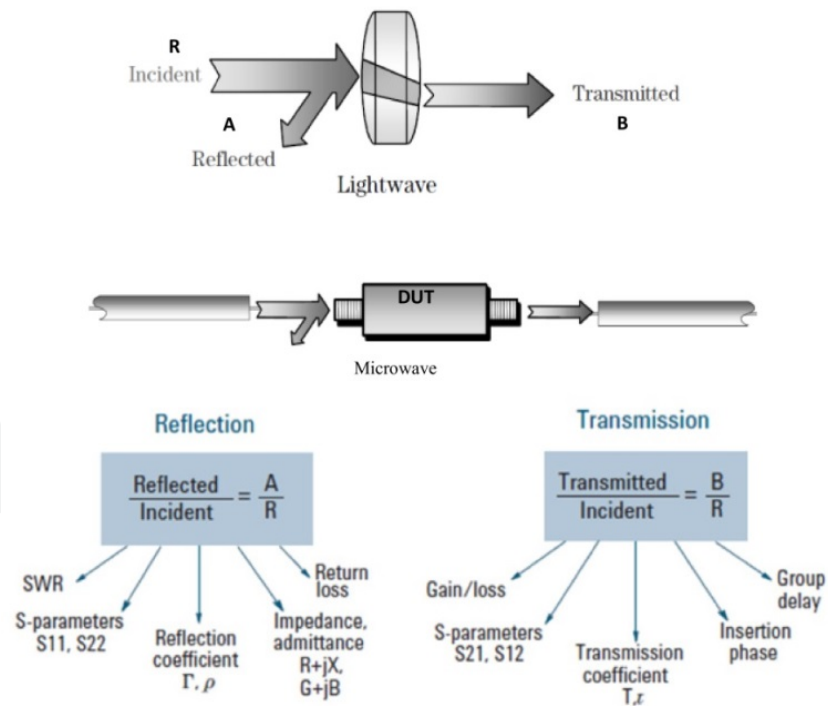 R
Incident
A
Reflected
Transmitted
B
Lightwave
DUT
Microwave
Reflection
Reflected
Incident
= A
R
SWR
S-parameters
S11, S22
Reflection
coefficient
Γ, ρ
Impedance,
admittance
R+jX,
G+jB
Return
loss
Transmission
Transmitted
Incident
= B
R
Gain/loss
S-parameters
S21, S12
Transmission
coefficient
T,τ
Insertion
phase
Group
delay